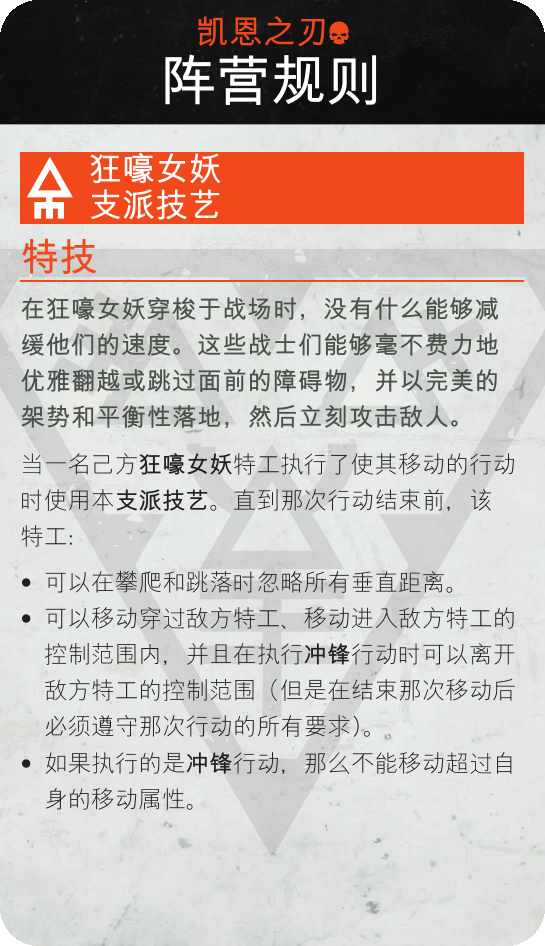 凯恩之刃
阵营规则
狂嚎女妖
支派技艺
特技
在狂嚎女妖穿梭于战场时，没有什么能够减
缓他们的速度。这些战士们能够毫不费力地
优雅翻越或跳过面前的障碍物，并以完美的
架势和平衡性落地，然后立刻攻击敌人。
当一名己方狂嚎女妖特工执行了使其移动的行动
时使用本支派技艺。直到那次行动结束前，该
特工：
• 可以在攀爬和跳落时忽略所有垂直距离。
• 可以移动穿过敌方特工、移动进入敌方特工的
控制范围内，并且在执行冲锋行动时可以离开
敌方特工的控制范围（但是在结束那次移动后
必须遵守那次行动的所有要求）。
• 如果执行的是冲锋行动，那么不能移动超过自
身的移动属性。